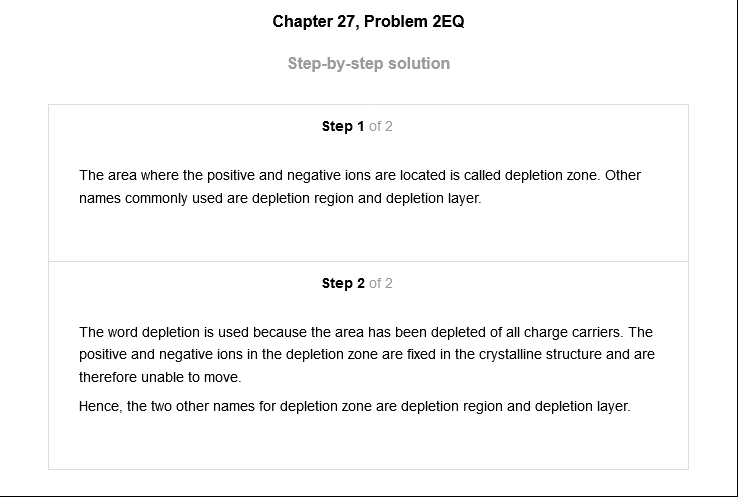 Chapter 27, Problem 2EQ
Step-by-step solution
Step 1 of 2
The area where the positive and negative ions are located is called depletion zone. Other
names commonly used are depletion region and depletion layer.
Step 2 of 2
The word depletion is used because the area has been depleted of all charge carriers. The
positive and negative ions in the depletion zone are fixed in the crystalline structure and are
therefore unable to move.
Hence, the two other names for depletion zone are depletion region and depletion layer.